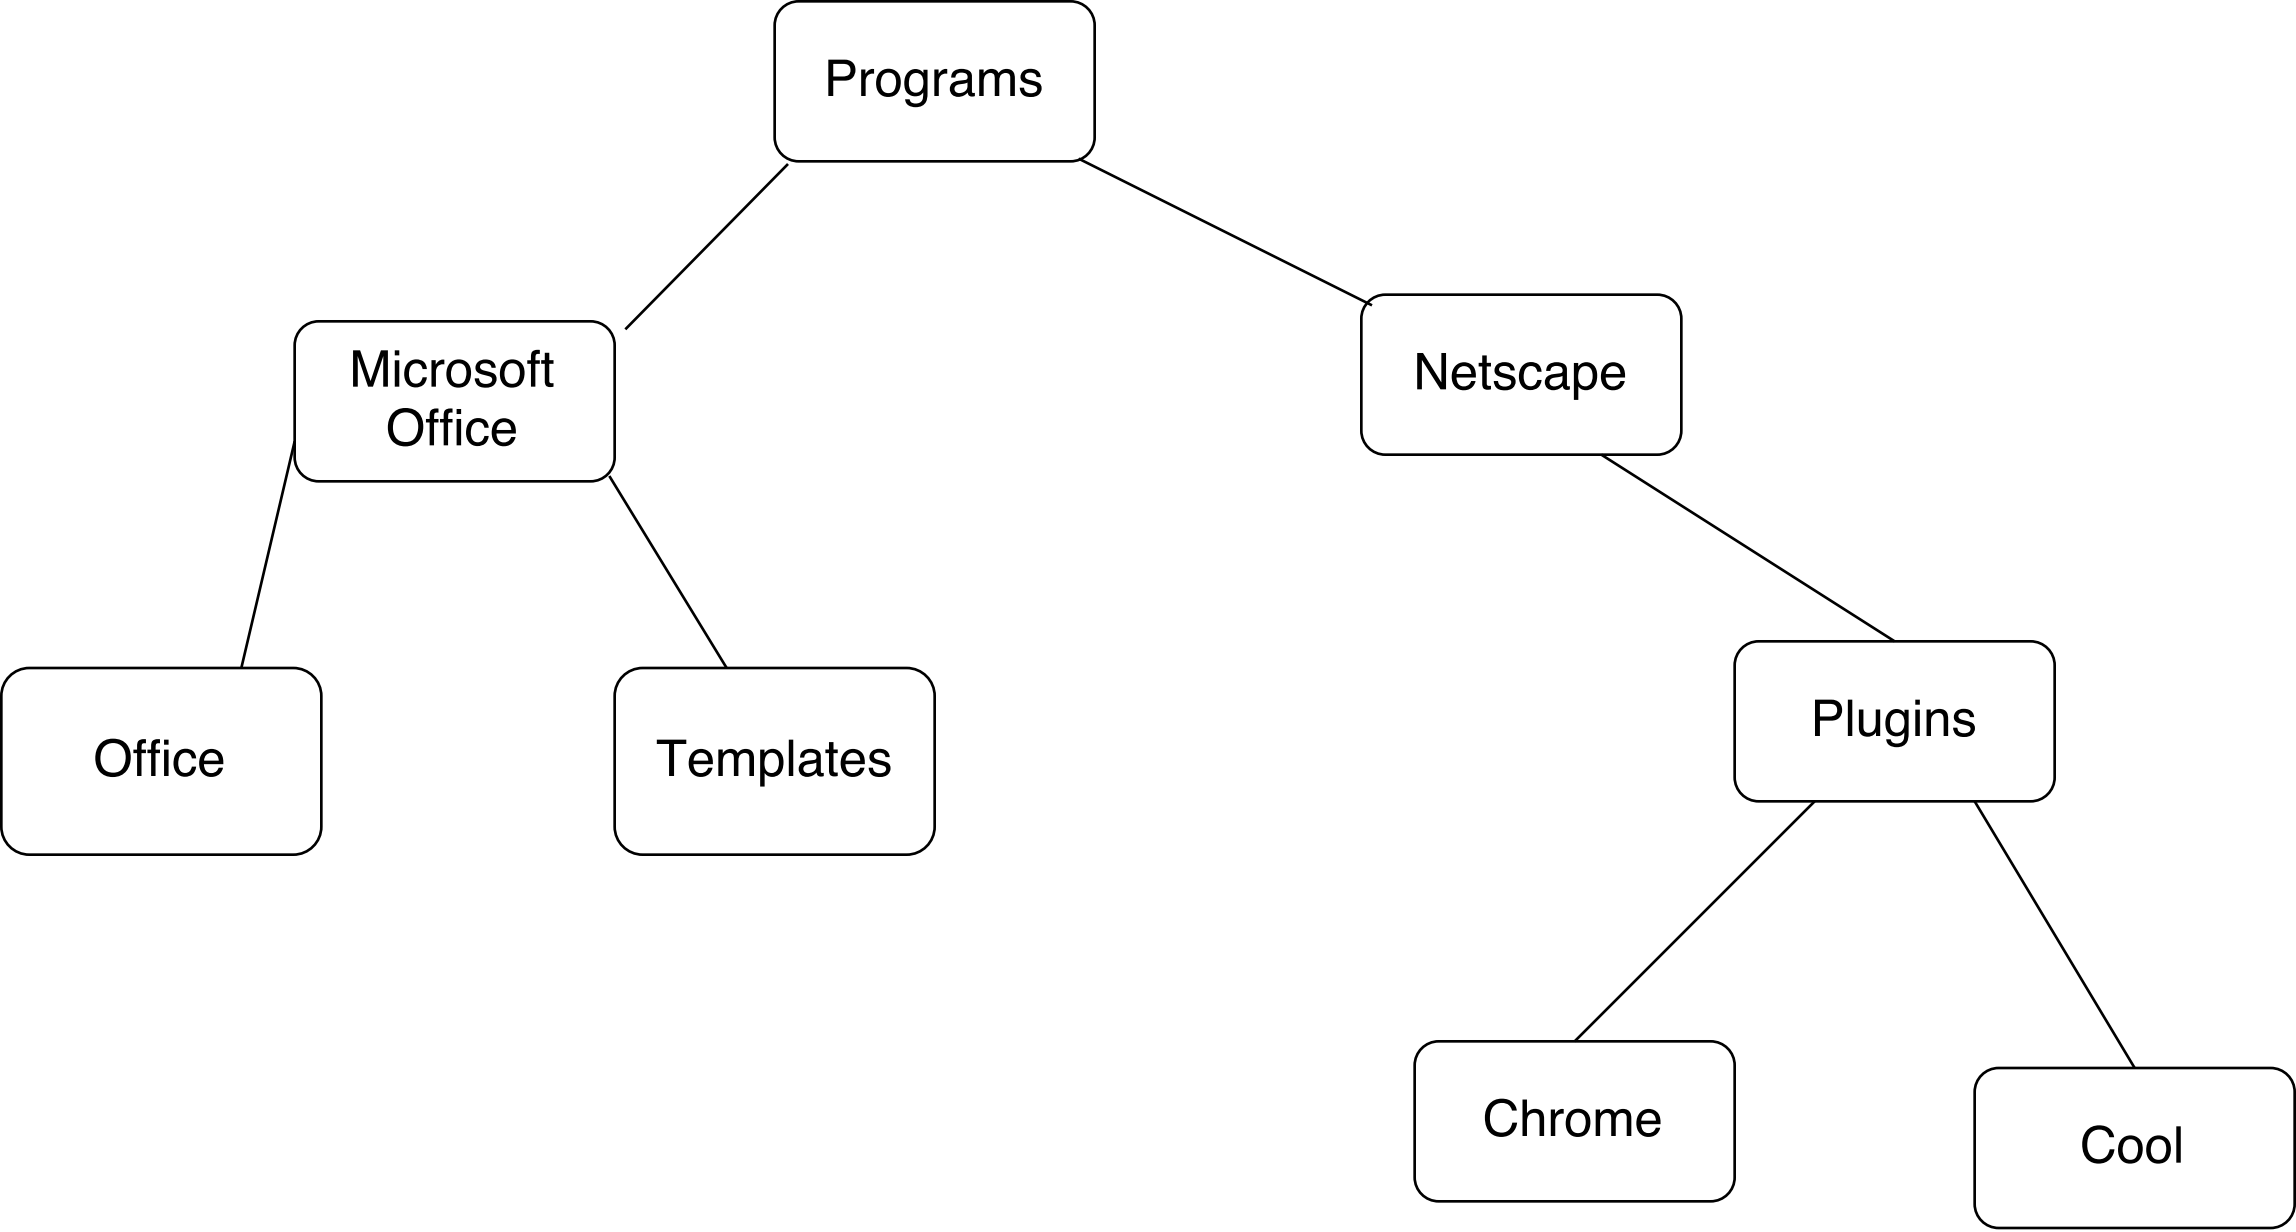 Programs
Microsoft
Office
Netscape
Office
Templates
Plugins
Chrome
Cool